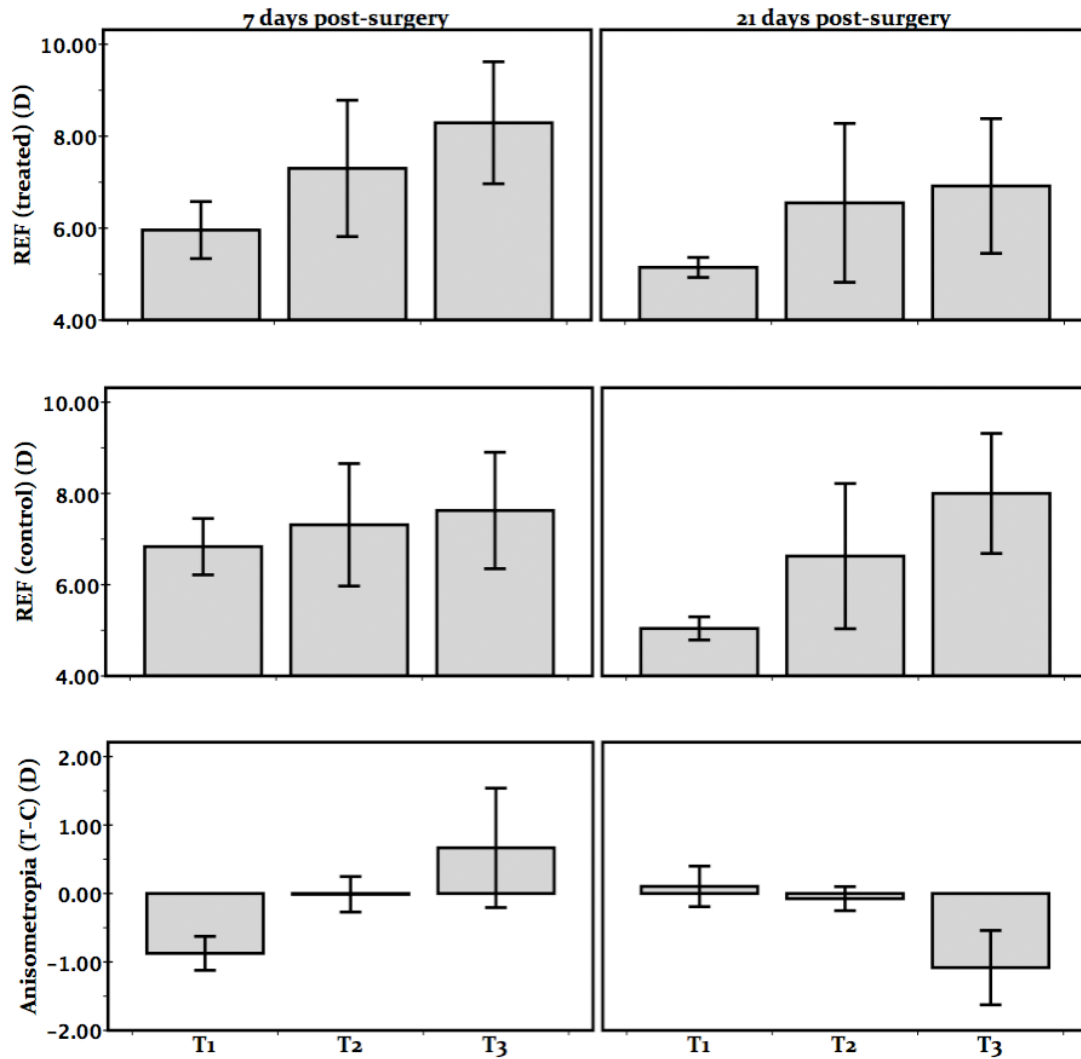 7 days post-surgery
21 days post-surgery
REF (treated) (D)
10.00
8.00
6.00
4.00
REF (control) (D)
10.00
8.00
6.00
4.00
Anisometropia (T-C) (D)
2.00
1.00
0.00
-1.00
-2.00
T1 T2 T3 T1 T2 T3